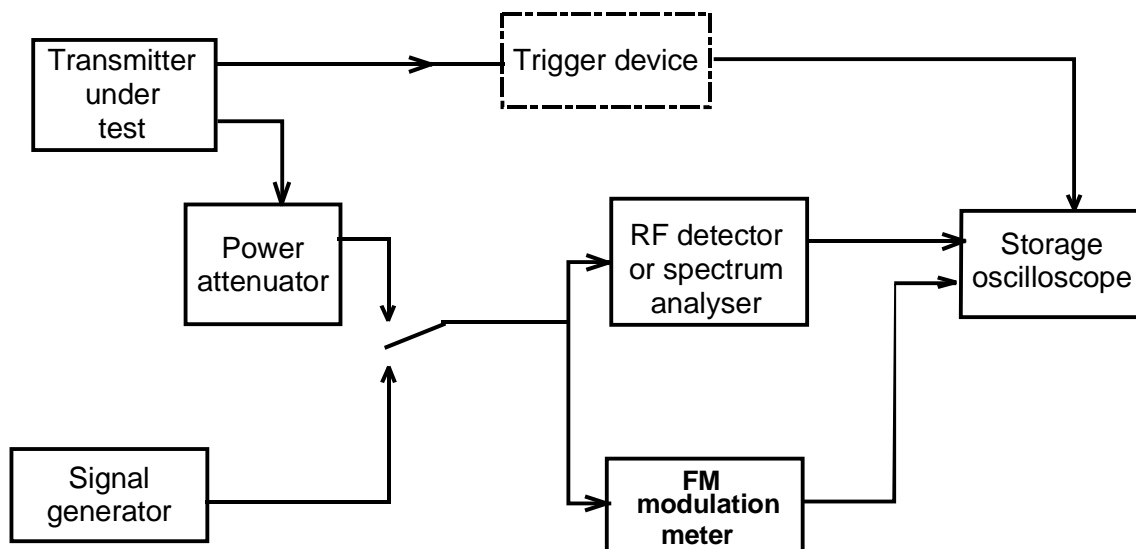 Transmitter
under
test
Trigger device
Power
attenuator
RF detector
or spectrum
analyser
Storage
oscilloscope
Signal
generator
FM
modulation
meter